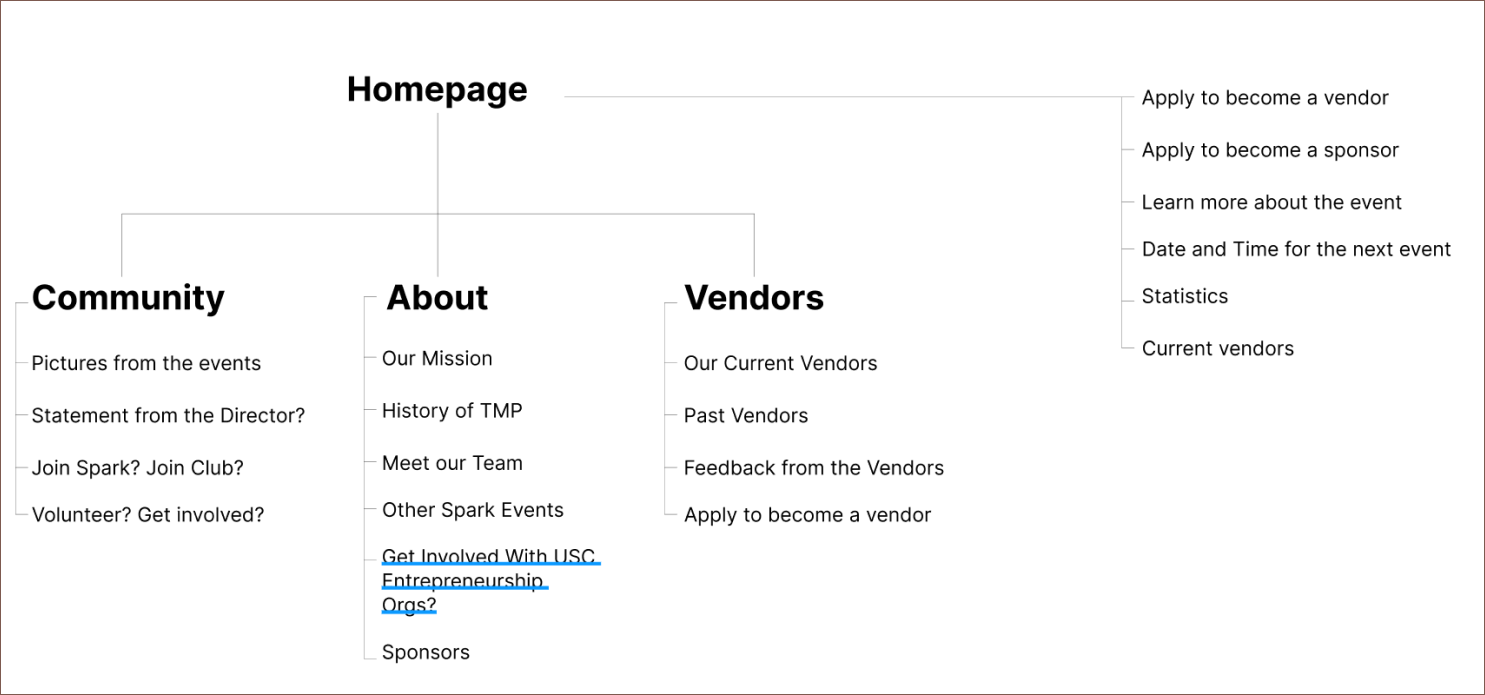 Homepage
Apply to become a vendor
Apply to become a sponsor
Learn more about the event
Date and Time for the next event
Statistics
Current vendors
Community
Pictures from the events
Statement from the Director?
Join Spark? Join Club?
Volunteer? Get involved?
About
Our Mission
History of TMP
Meet our Team
Other Spark Events
Get Involved With USC
Entrepreneurship
Orgs?
Sponsors
Vendors
Our Current Vendors
Past Vendors
Feedback from the Vendors
Apply to become a vendor